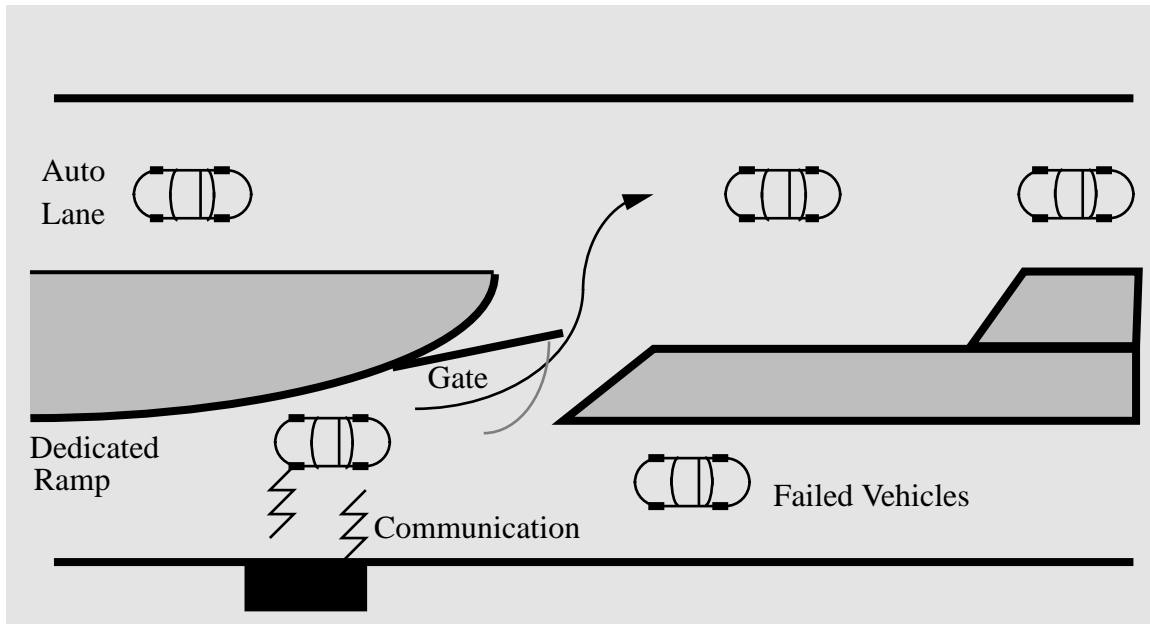 Auto
Lane
Gate
Dedicated
Ramp
Failed Vehicles
Communication